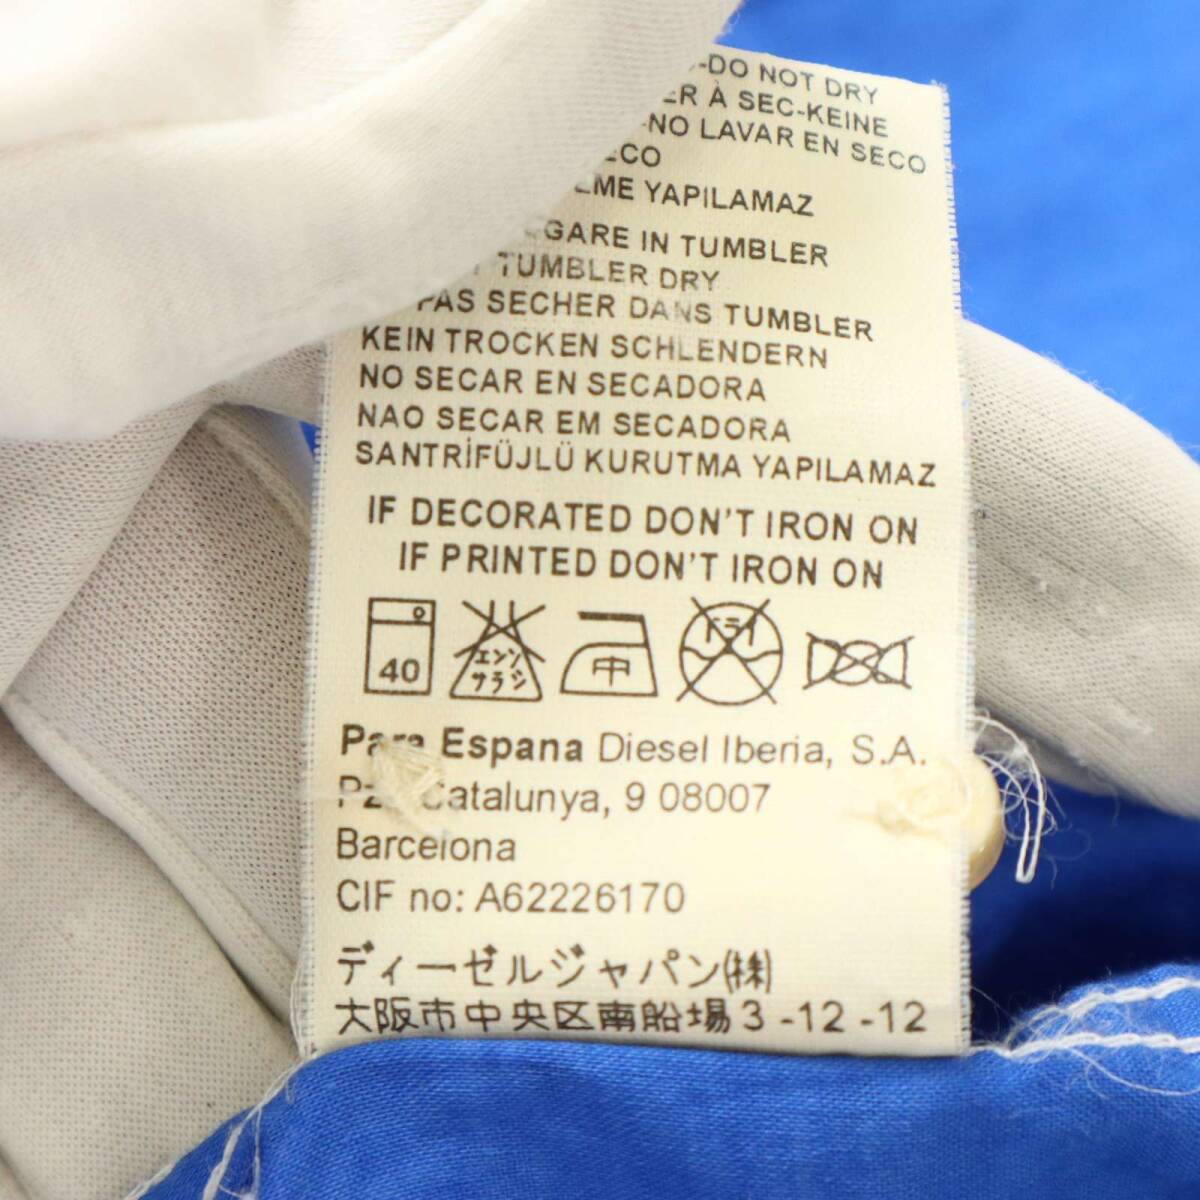 -DO NOT DRY
À SEC-KEINE
-NO LAVAR EN SECO
YAPILAMAZ
IN TUMBLER
TUMBLER DRY
PAS SECHER DANS TUMBLER
KEIN TROCKEN SCHLENDERN
NO SECAR EN SECADORA
NAO SECAR EM SECADORA
SANTRİFÜJLÜ KURUTMA YAPILAMAZ
IF DECORATED DON'T IRON ON
IF PRINTED DON'T IRON ON
40 エンソサラシ 中 ドライ
Para Espana Diesel Iberia, S.A.
Catalunya, 9 08007
Barcelona
CIF no: A62226170
ディーゼルジャパン(株)
大阪市中央区南船場3-12-12